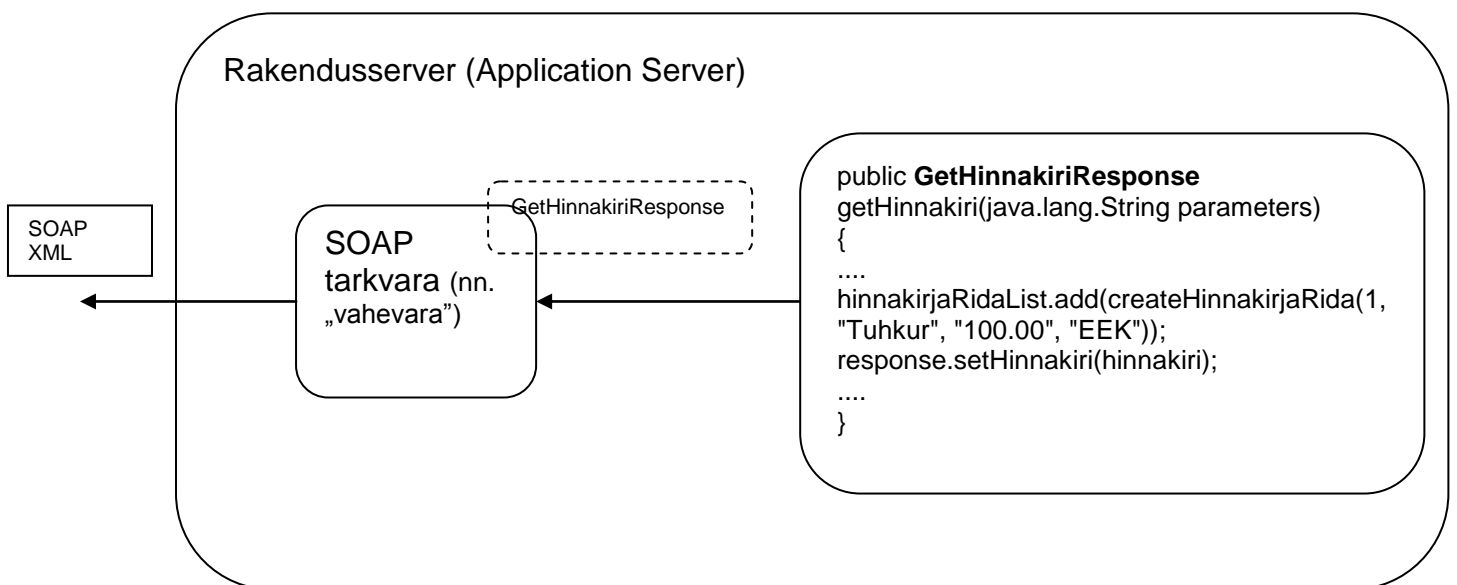 Rakendusserver (Application Server)
SOAP
XML
SOAP
tarkvara (nn.
„vahevara”)
GetHinnakiriResponse
public GetHinnakiriResponse
getHinnakiri(java.lang.String parameters)
{
....
hinnakirjaRidaList.add(createHinnakirjaRida(1,
"Tuhkur", "100.00", "EEK"));
response.setHinnakiri(hinnakiri);
....
}